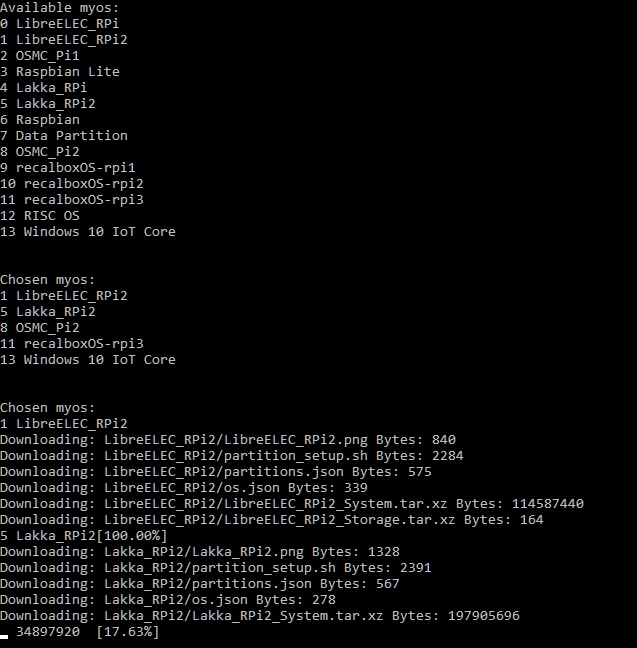 Available myos:
0 LibreELEC_RPi
1 LibreELEC_RPi2
2 OSMC_Pi1
3 Raspbian Lite
4 Lakka_RPi
5 Lakka_RPi2
6 Raspbian
7 Data Partition
8 OSMC_Pi2
9 recalboxOS-rpi1
10 recalboxOS-rpi2
11 recalboxOS-rpi3
12 RISC OS
13 Windows 10 IoT Core
Chosen myos:
1 LibreELEC_RPi2
5 Lakka_RPi2
8 OSMC_Pi2
11 recalboxOS-rpi3
13 Windows 10 IoT Core
Chosen myos:
1 LibreELEC_RPi2
Downloading: LibreELEC_RPi2/LibreELEC_RPi2.png Bytes: 840
Downloading: LibreELEC_RPi2/partition_setup.sh Bytes: 2284
Downloading: LibreELEC_RPi2/partitions.json Bytes: 575
Downloading: LibreELEC_RPi2/os.json Bytes: 339
Downloading: LibreELEC_RPi2/LibreELEC_RPi2_System.tar.xz Bytes: 114587440
Downloading: LibreELEC_RPi2/LibreELEC_RPi2_Storage.tar.xz Bytes: 164
5 Lakka_RPi2[100.00%]
Downloading: Lakka_RPi2/Lakka_RPi2.png Bytes: 1328
Downloading: Lakka_RPi2/partition_setup.sh Bytes: 2391
Downloading: Lakka_RPi2/partitions.json Bytes: 567
Downloading: Lakka_RPi2/os.json Bytes: 278
Downloading: Lakka_RPi2/Lakka_RPi2_System.tar.xz Bytes: 197905696
34897920  [17.63%]